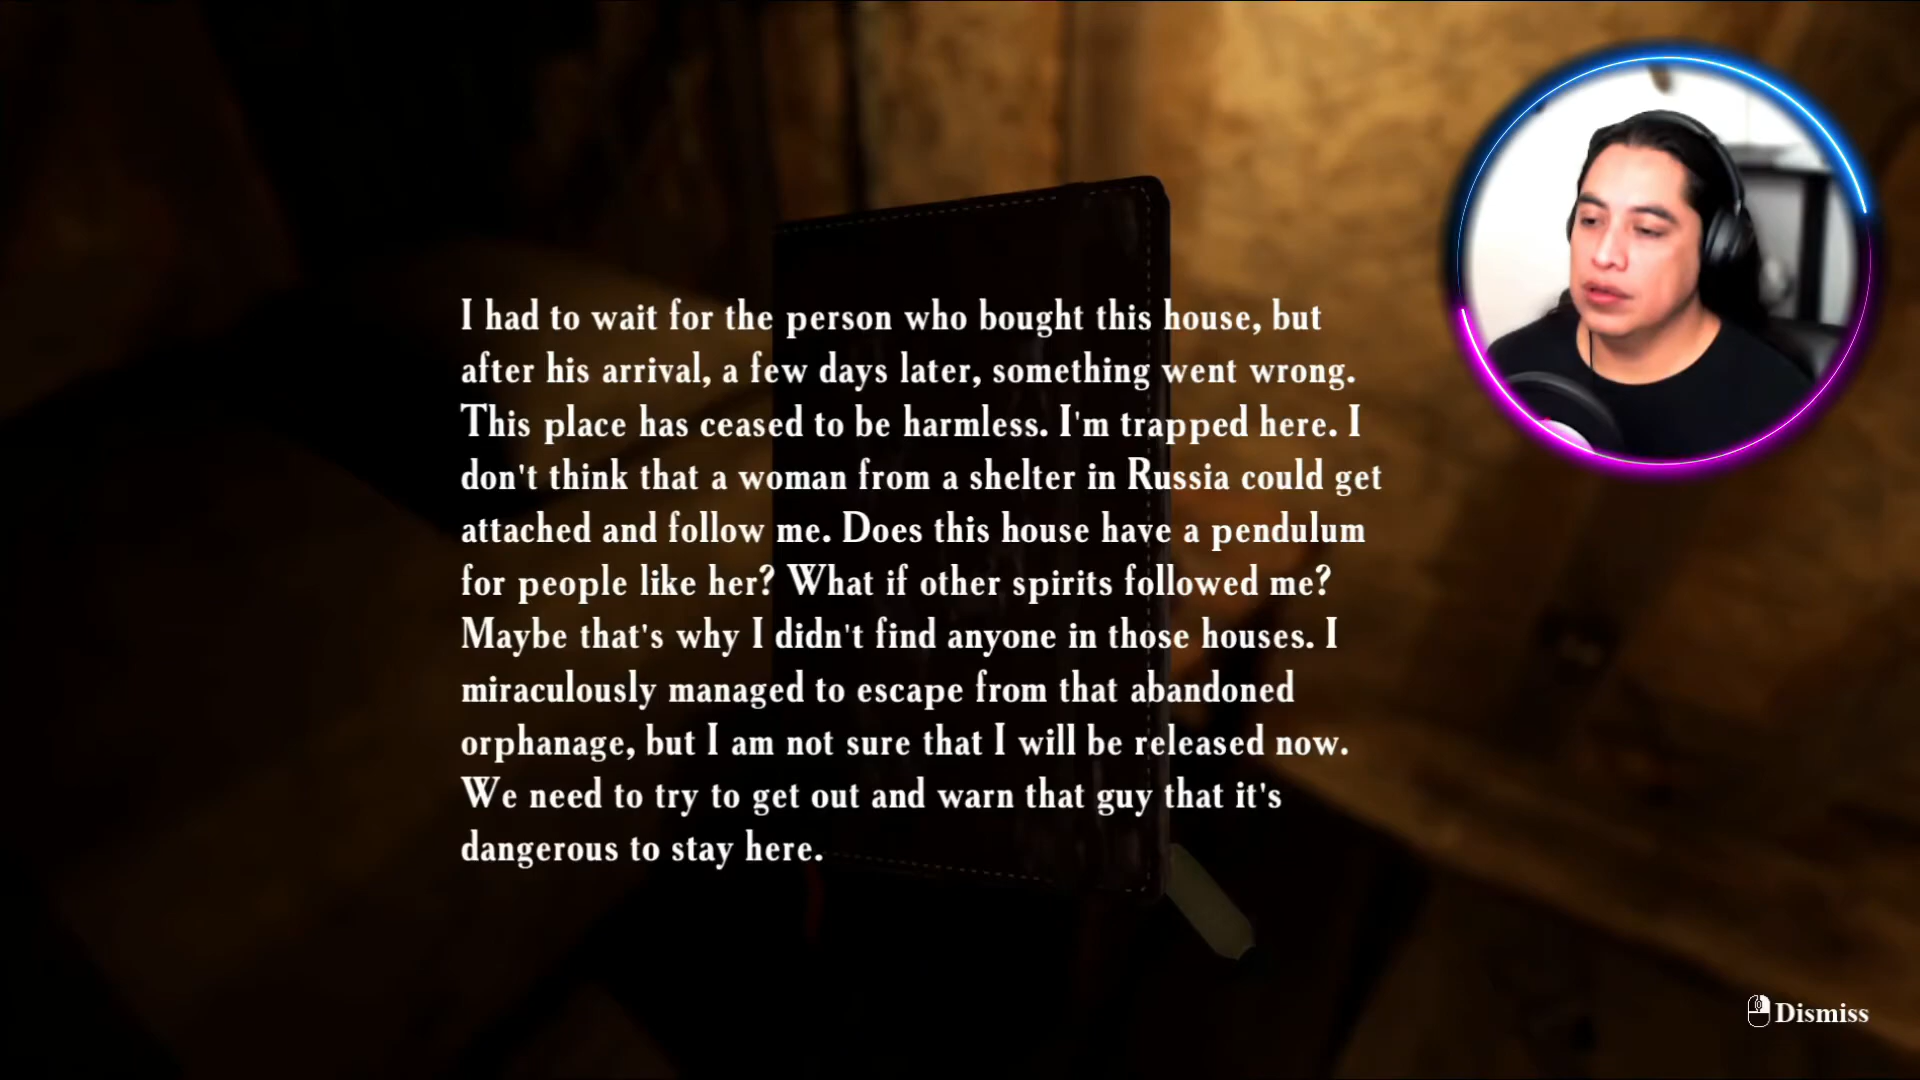 I had to wait for the person who bought this house, but
after his arrival, a few days later, something went wrong.
This place has ceased to be harmless. I'm trapped here. I
don't think that a woman from a shelter in Russia could get
attached and follow me. Does this house have a pendulum
for people like her? What if other spirits followed me?
Maybe that's why I didn't find anyone in those houses. I
miraculously managed to escape from that abandoned
orphanage, but I am not sure that I will be released now.
We need to try to get out and warn that guy that it's
dangerous to stay here.
Dismiss